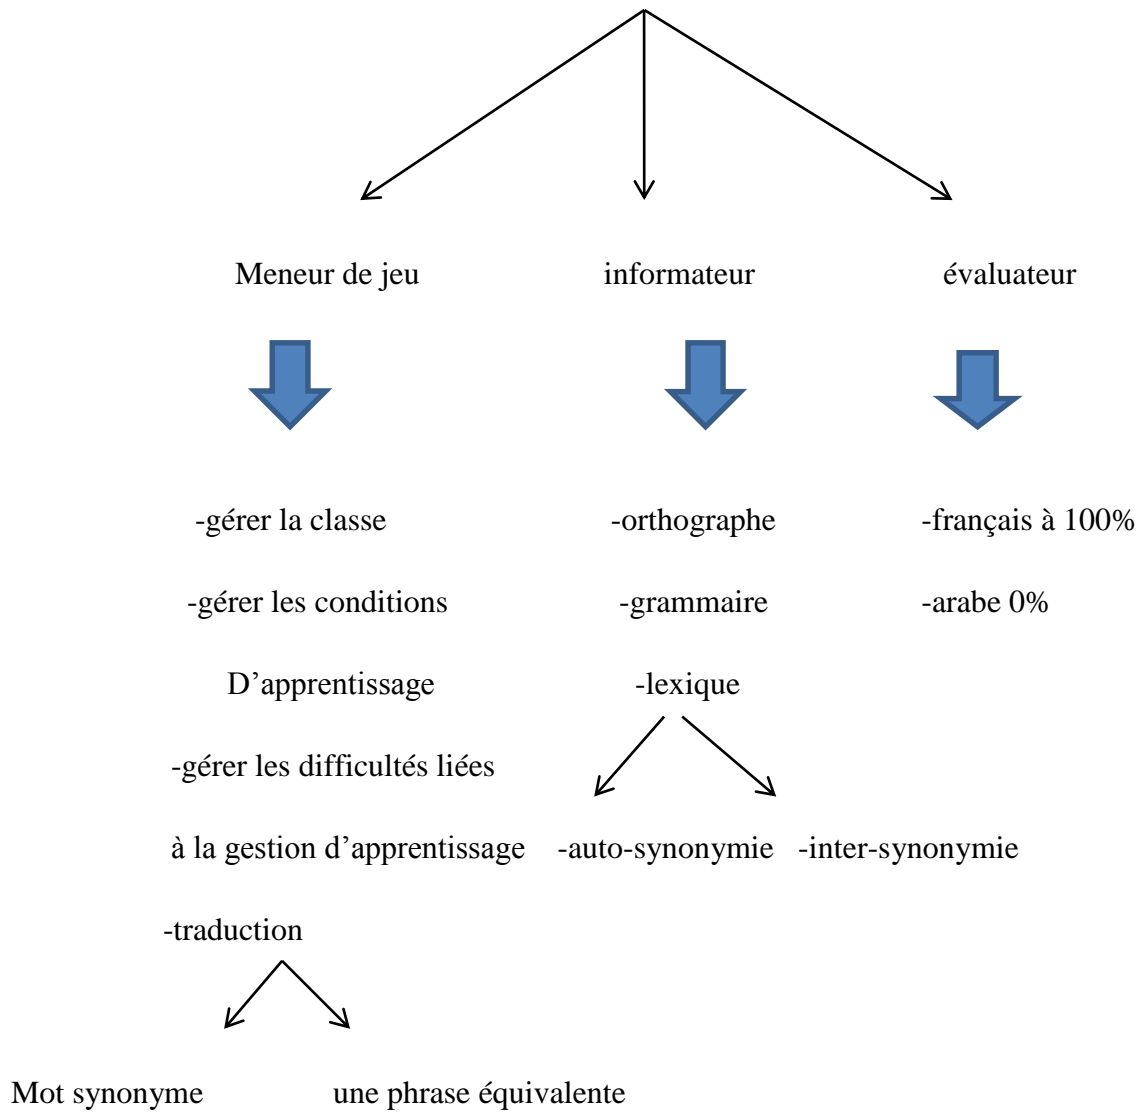 Meneur de jeu informateur évaluateur
-gérer la classe -orthographe -français à 100%
-gérer les conditions -grammaire -arabe 0%
D’apprentissage -lexique
-gérer les difficultés liées
à la gestion d’apprentissage -auto-synonymie -inter-synonymie
-traduction
Mot synonyme une phrase équivalente